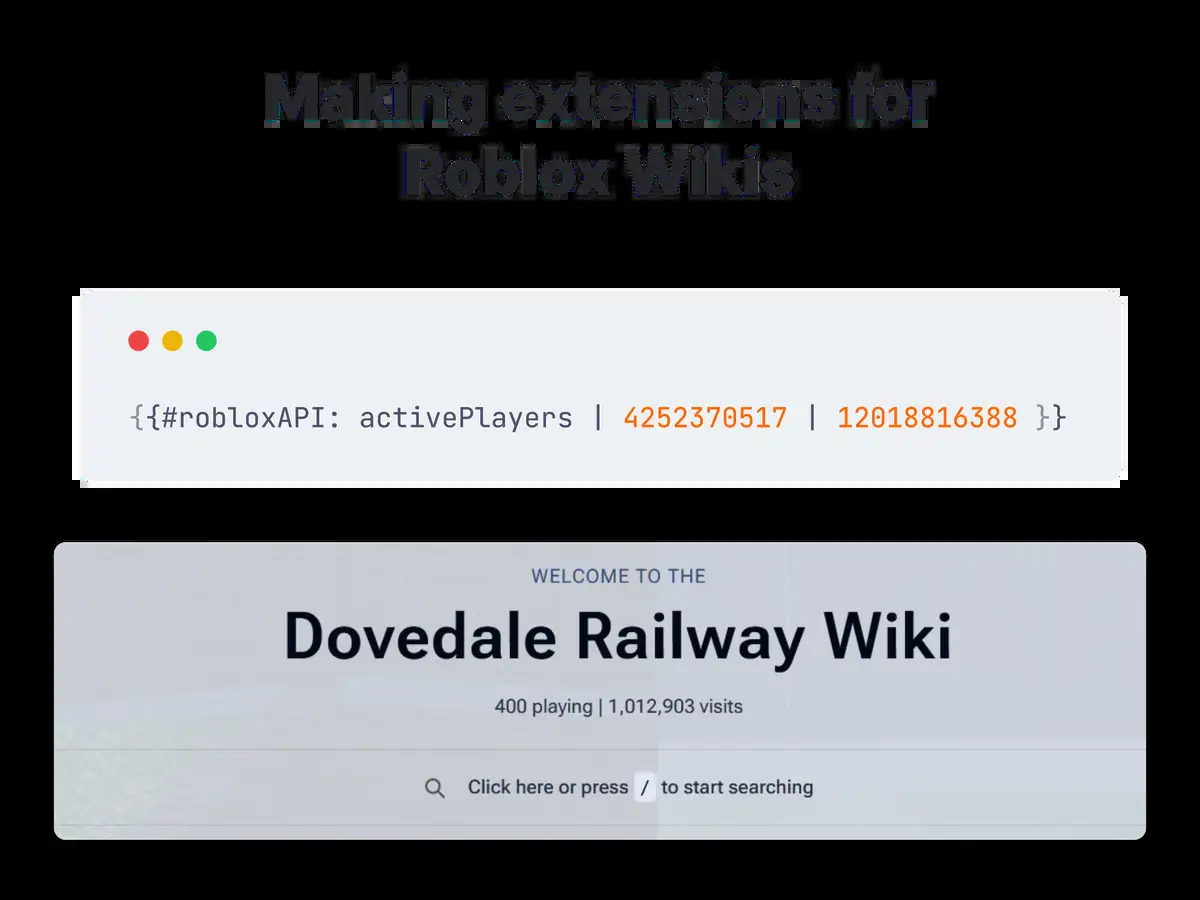 Making extensions for
Roblox Wikis
{{#robloxAPI: activePlayers | 4252370517 | 12018816388 }}
WELCOME TO THE
Dovedale Railway Wiki
400 playing | 1,012,903 visits
Click here or press / to start searching